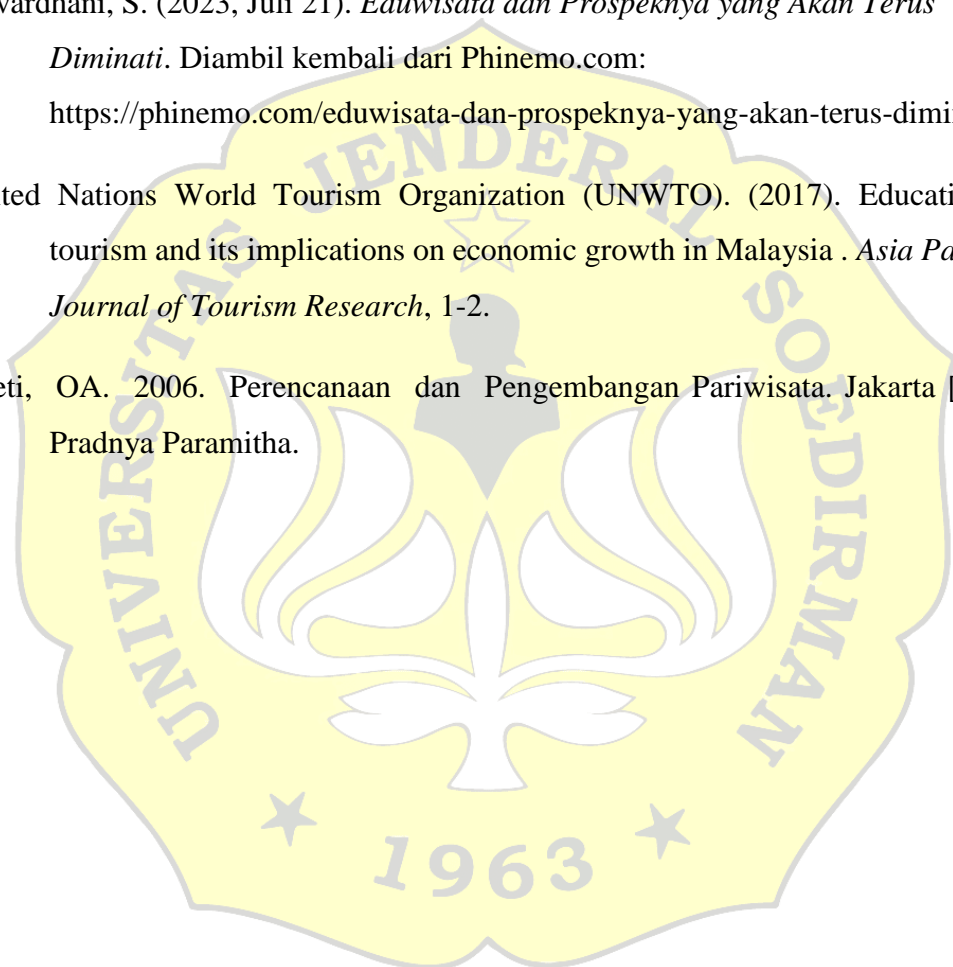 wardhani, S. (2023, Juli 21). Eduwisata dan Prospeknya yang Akan Terus
Diminati. Diambil kembali dari Phinemo.com:
https://phinemo.com/eduwisata-dan-prospeknya-yang-akan-terus-dimi
ted Nations World Tourism Organization (UNWTO). (2017). Educati
tourism and its implications on economic growth in Malaysia . Asia Pa
Journal of Tourism Research, 1-2.
eti, OA. 2006. Perencanaan dan Pengembangan Pariwisata. Jakarta [
Pradnya Paramitha.
UNIVERSITAS JENDERAL SOEDIRMAN
1963